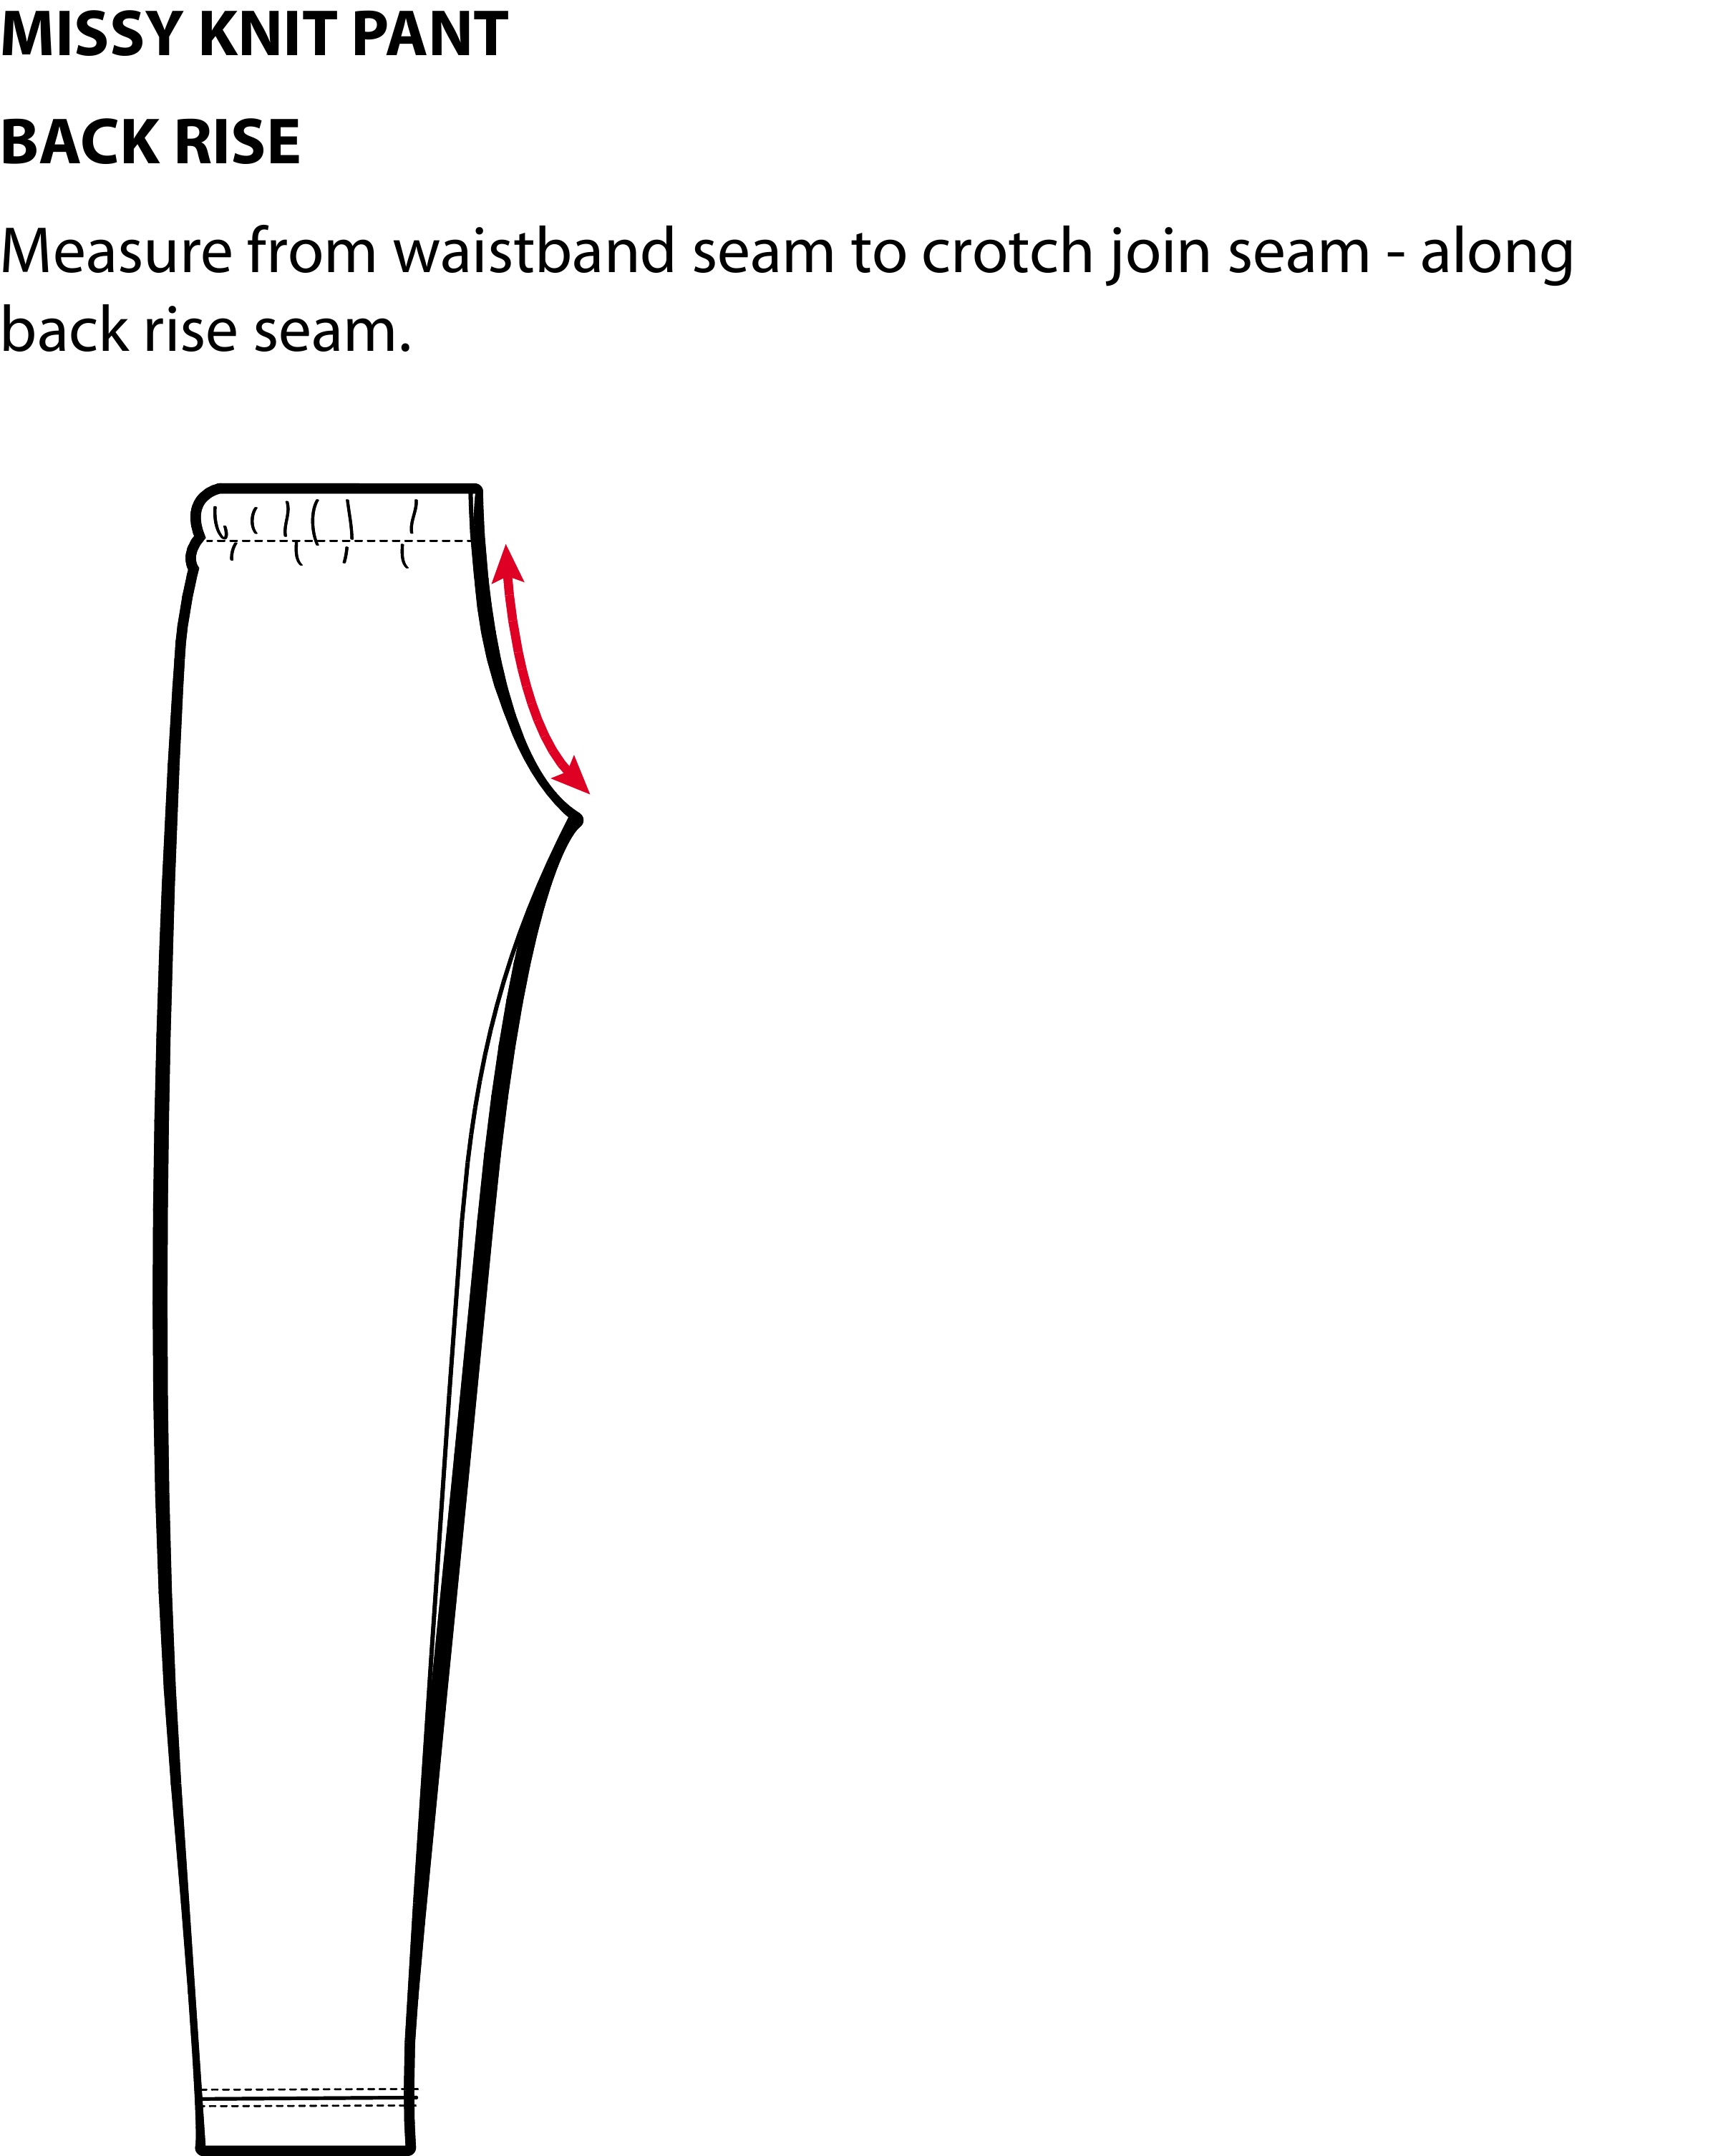 MISSY KNIT PANT
BACK RISE
Measure from waistband seam to crotch join seam - along
back rise seam.